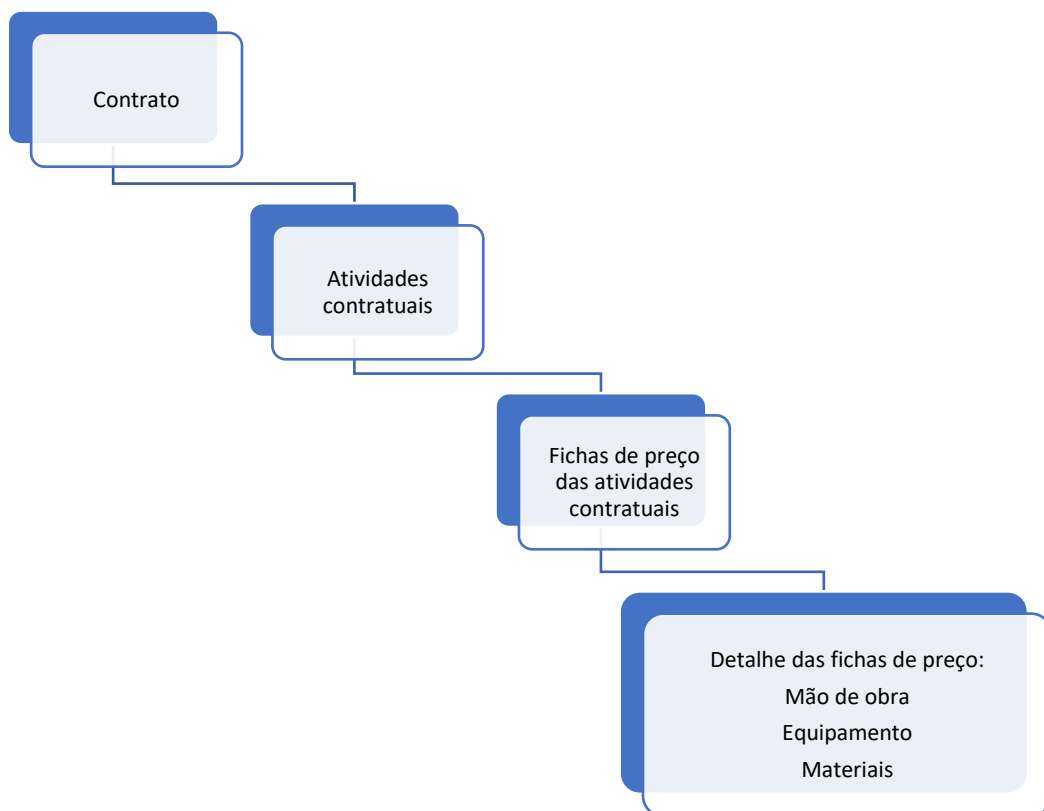 Contrato
Atividades
contratuais
Fichas de preço
das atividades
contratuais
Detalhe das fichas de preço:
Mão de obra
Equipamento
Materiais